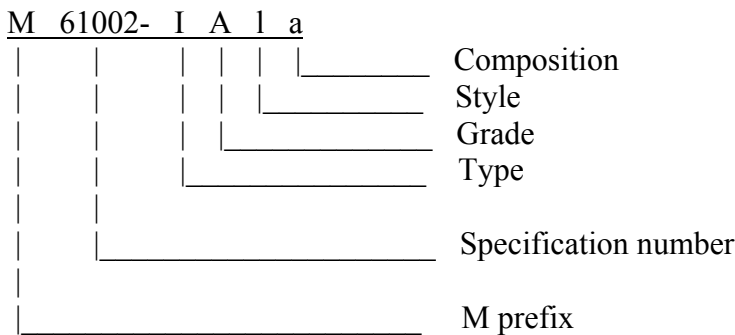 M 61002- I A l a
Composition
Style
Grade
Type
Specification number
M prefix